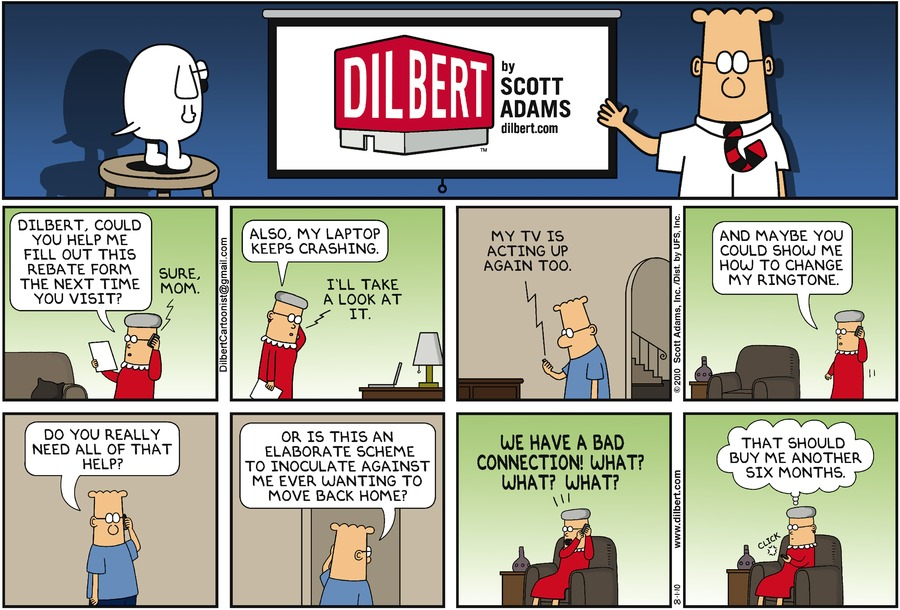 DILBERT
™
by
SCOTT
ADAMS
dilbert.com
DILBERT, COULD
YOU HELP ME
FILL OUT THIS
REBATE FORM
THE NEXT TIME
YOU VISIT?
SURE,
MOM.
DilbertCartoonist@gmail.com
ALSO, MY LAPTOP
KEEPS CRASHING.
I'LL TAKE
A LOOK AT
IT.
MY TV IS
ACTING UP
AGAIN TOO.
©2010 Scott Adams, Inc./Dist. by UFS, Inc.
AND MAYBE YOU
COULD SHOW ME
HOW TO CHANGE
MY RINGTONE.
DO YOU REALLY
NEED ALL OF THAT
HELP?
OR IS THIS AN
ELABORATE SCHEME
TO INOCULATE AGAINST
ME EVER WANTING TO
MOVE BACK HOME?
WE HAVE A BAD
CONNECTION! WHAT?
WHAT? WHAT?
www.dilbert.com
8-1-10
THAT SHOULD
BUY ME ANOTHER
SIX MONTHS.
CLICK